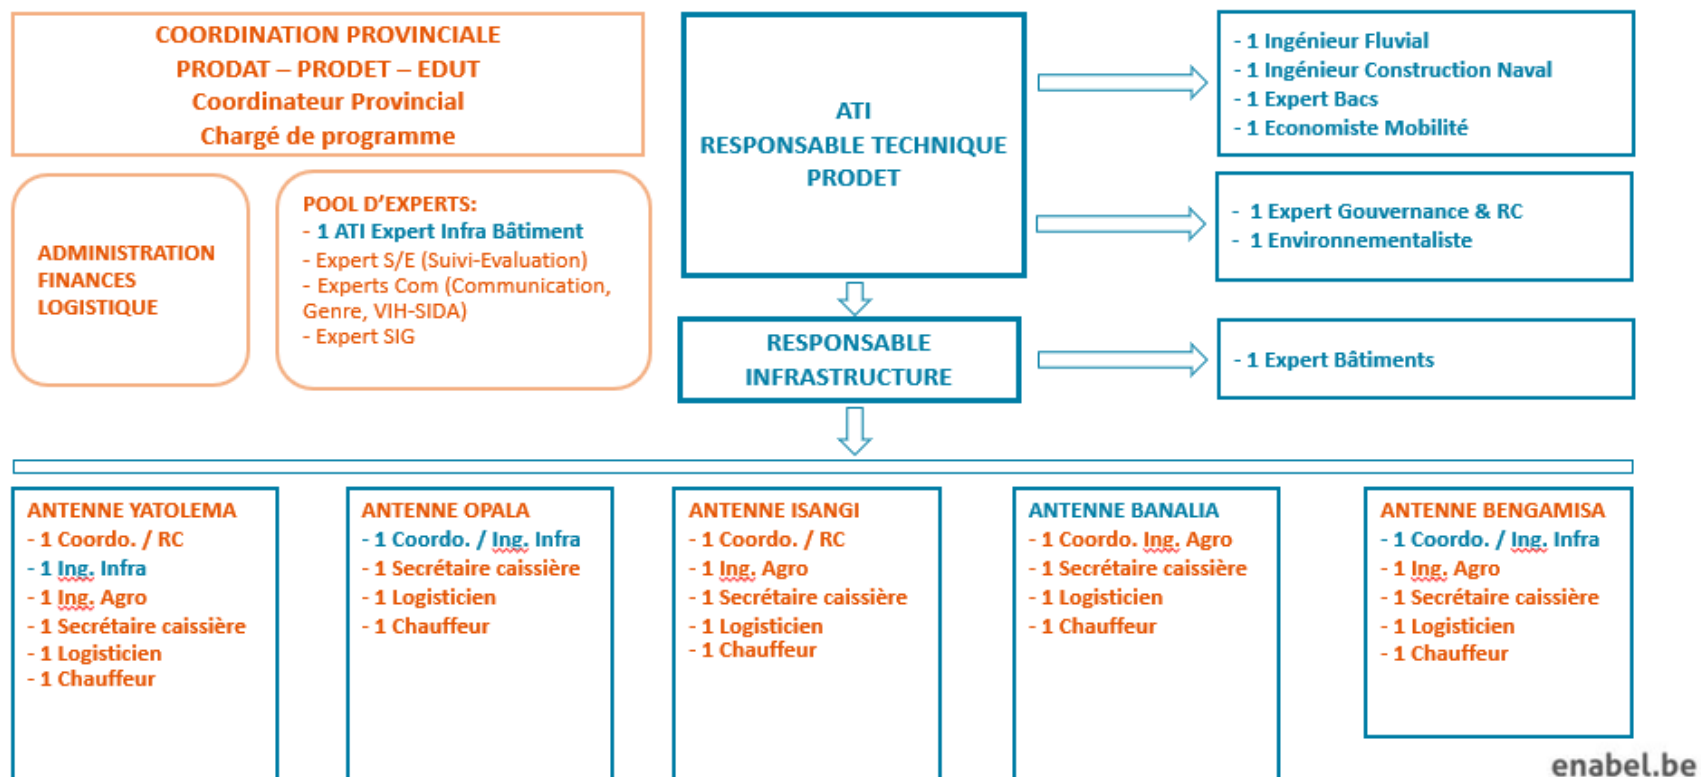 COORDINATION PROVINCIALE
PRODAT – PRODET – EDUT
Coordinateur Provincial
Chargé de programme
ADMINISTRATION
FINANCES
LOGISTIQUE
POOL D'EXPERTS:
- 1 ATI Expert Infra Bâtiment
- Expert S/E (Suivi-Evaluation)
- Experts Com (Communication,
Genre, VIH-SIDA)
- Expert SIG
ATI
RESPONSABLE TECHNIQUE
PRODET
- 1 Ingénieur Fluvial
- 1 Ingénieur Construction Naval
- 1 Expert Bacs
- 1 Economiste Mobilité
- 1 Expert Gouvernance & RC
- 1 Environnementaliste
RESPONSABLE
INFRASTRUCTURE
- 1 Expert Bâtiments
ANTENNE YATOLEMA
- 1 Coordo. / RC
- 1 Ing. Infra
- 1 Ing. Agro
- 1 Secrétaire caissière
- 1 Logisticien
- 1 Chauffeur
ANTENNE OPALA
- 1 Coordo. / Ing. Infra
- 1 Secrétaire caissière
- 1 Logisticien
- 1 Chauffeur
ANTENNE ISANGI
- 1 Coordo. / RC
- 1 Ing. Agro
- 1 Secrétaire caissière
- 1 Logisticien
- 1 Chauffeur
ANTENNE BANALIA
- 1 Coordo. Ing. Agro
- 1 Secrétaire caissière
- 1 Logisticien
- 1 Chauffeur
ANTENNE BENGAMISA
- 1 Coordo. / Ing. Infra
- 1 Ing. Agro
- 1 Secrétaire caissière
- 1 Logisticien
- 1 Chauffeur
enabel.be